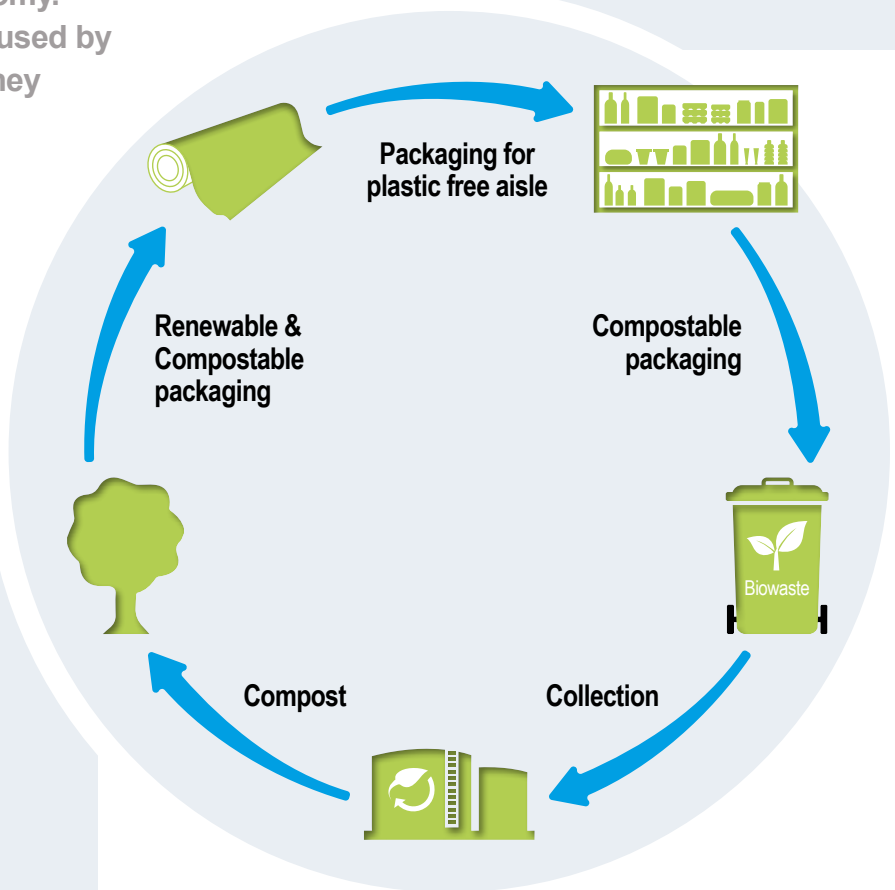 used by
Packaging for
plastic free aisle
Renewable &
Compostable
packaging
Compostable
packaging
Biowaste
Compost
Collection